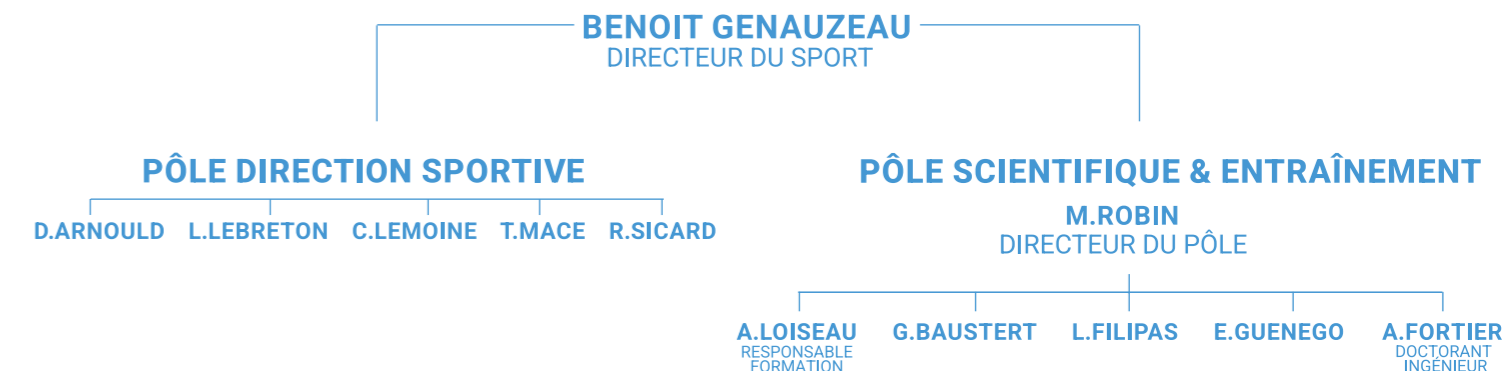 BENOIT GENAUZEAU
DIRECTEUR DU SPORT
PÔLE DIRECTION SPORTIVE
D.ARNOULD L.LEBRETON C.LEMOINE T.MACE R.SICARD
PÔLE SCIENTIFIQUE & ENTRAÎNEMENT
M.ROBIN
DIRECTEUR DU PÔLE
A.LOISEAU G.BAUSTERT L.FILIPAS E.GUENEGO A.FORTIER
RESPONSABLE DOCTORANT
FORMATION INGÉNIEUR